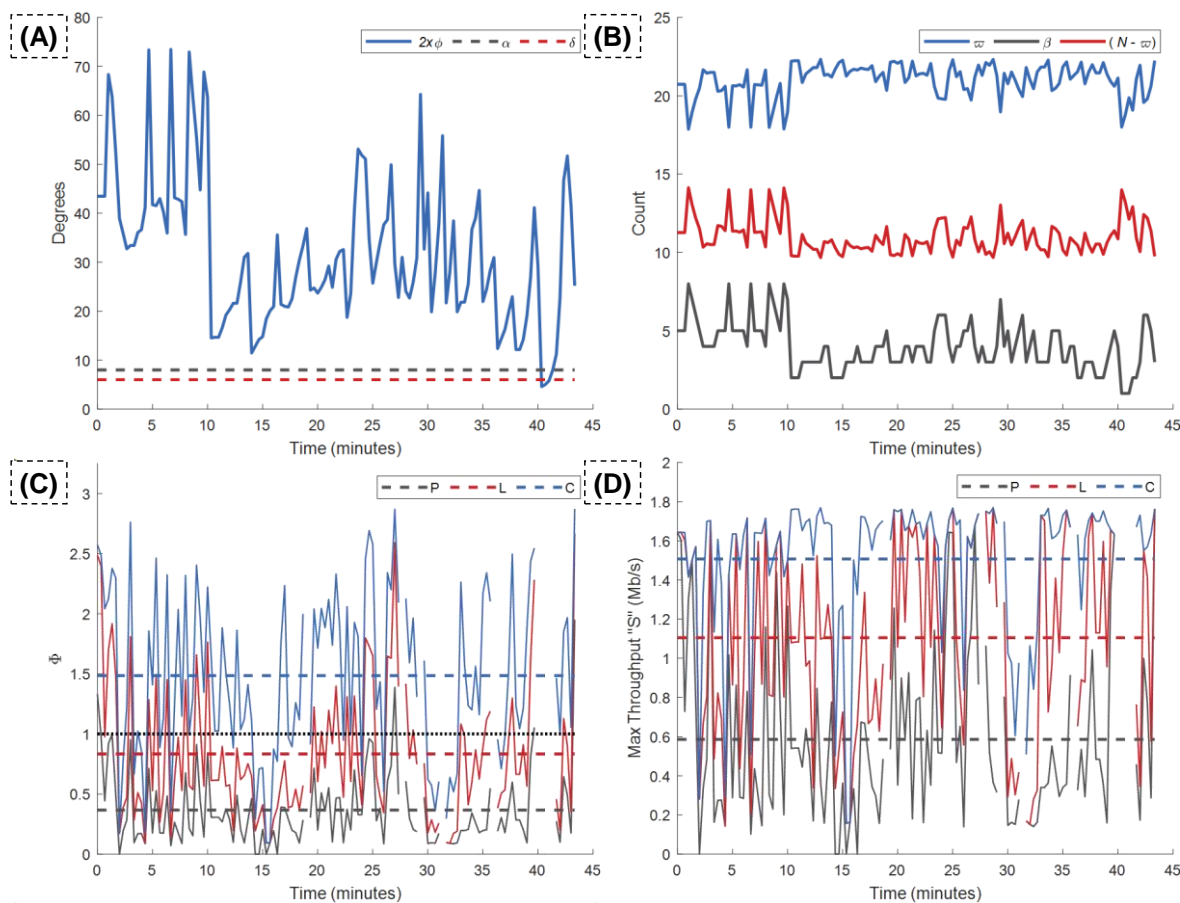 (A)
80
70
60
50
40
30
20
10
0
Degrees
2xϕ α δ
0 5 10 15 20 25 30 35 40 45
Time (minutes)
(B)
25
20
15
10
5
0
Count
ϖ β (N - ϖ)
0 5 10 15 20 25 30 35 40 45
Time (minutes)
(C)
3
2.5
2
1.5
1
0.5
0
Φ
P L C
0 5 10 15 20 25 30 35 40 45
Time (minutes)
(D)
2
1.8
1.6
1.4
1.2
1
0.8
0.6
0.4
0.2
0
Max Throughput "S" (Mb/s)
P L C
0 5 10 15 20 25 30 35 40 45
Time (minutes)